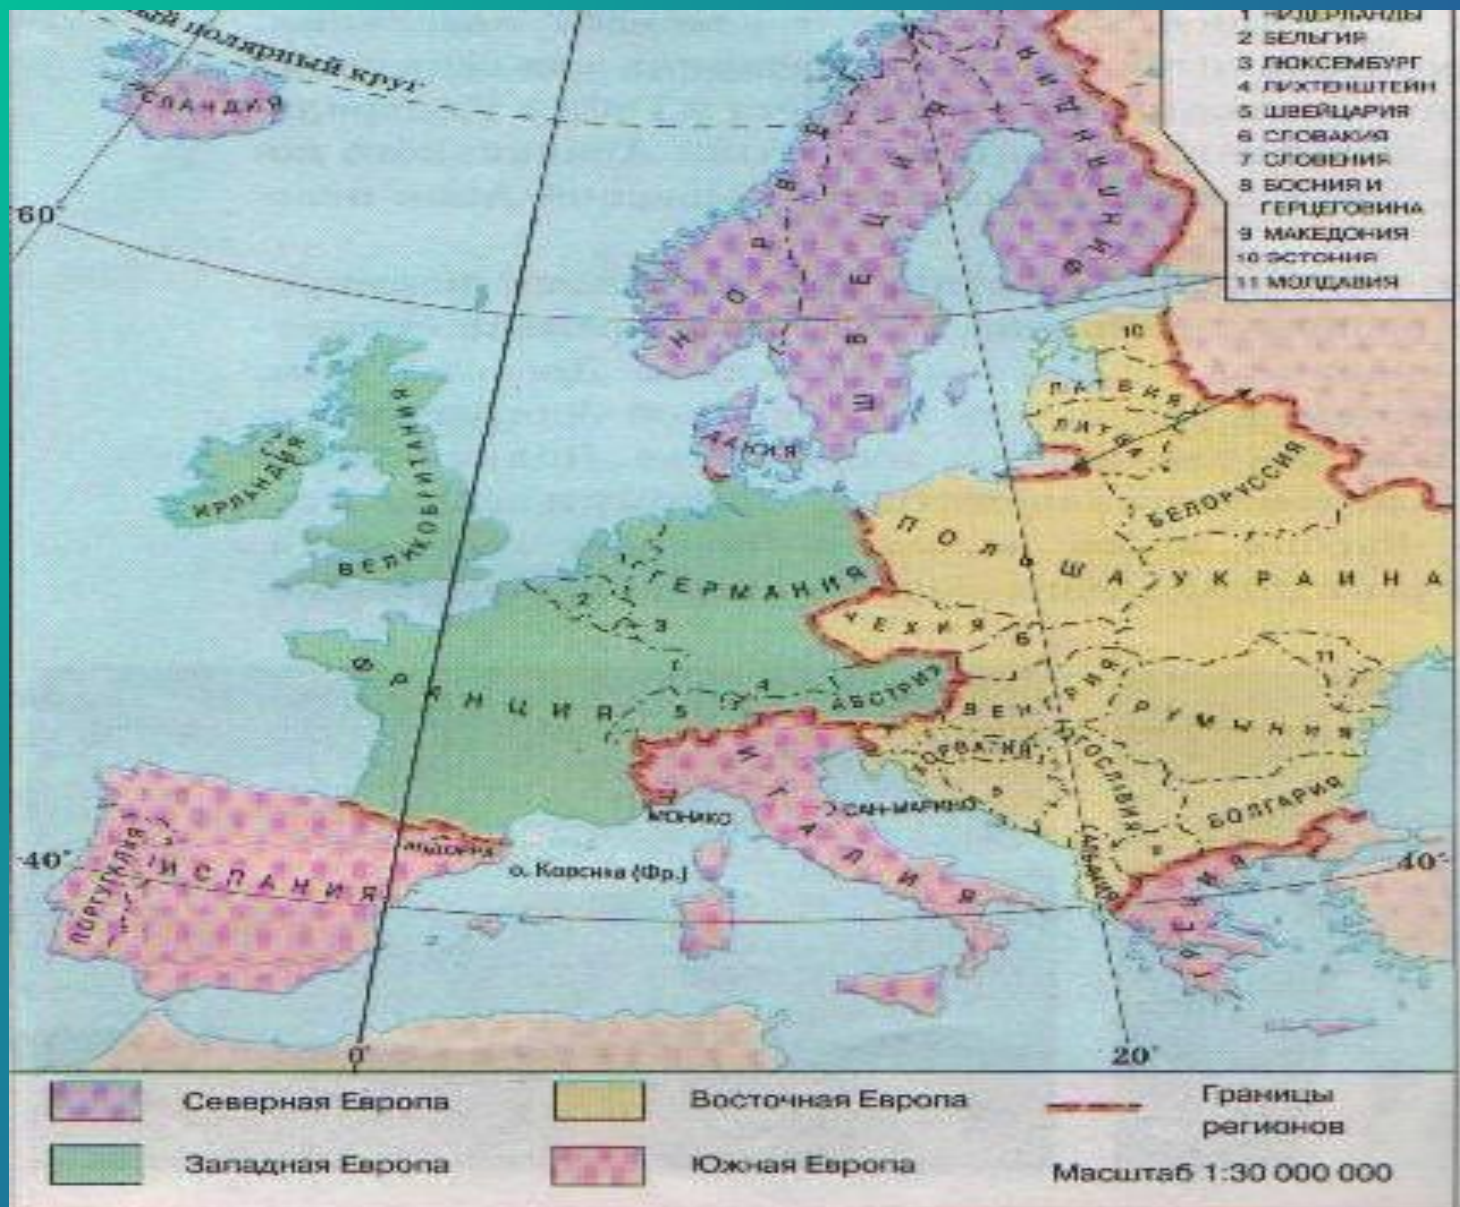 полярный круг
ИСЛАНДИЯ
1 НИДЕРЛАНДЫ
2 БЕЛЬГИЯ
3 ЛЮКСЕМБУРГ
4 ЛИХТЕНШТЕЙН
5 ШВЕЙЦАРИЯ
6 СЛОВАКИЯ
7 СЛОВЕНИЯ
8 БОСНИЯ И
ГЕРЦЕГОВИНА
9 МАКЕДОНИЯ
10 ЭСТОНИЯ
11 МОЛДАВИЯ
60°
НОРВЕГИЯ
ШВЕЦИЯ
ФИНЛЯНДИЯ
10
ЛАТВИЯ
ЛИТВА
ДАНИЯ
ИРЛАНДИЯ
ВЕЛИКОБРИТАНИЯ
БЕЛОРУССИЯ
ПОЛЬША
УКРАИНА
ГЕРМАНИЯ
2
3
ЧЕХИЯ
6
11
ФРАНЦИЯ
4
5
АВСТРИЯ
ВЕНГРИЯ
РУМЫНИЯ
ХОРВАТИЯ
ЮГОСЛАВИЯ
БОЛГАРИЯ
ИТАЛИЯ
МОНАКО
САН-МАРИНО
АНДОРРА
о. Корсика (Фр.)
АЛБАНИЯ
40°
ПОРТУГАЛИЯ
ИСПАНИЯ
ГРЕЦИЯ
40°
0°
20°
Северная Европа
Восточная Европа
Границы
регионов
Западная Европа
Южная Европа
Масштаб 1:30 000 000